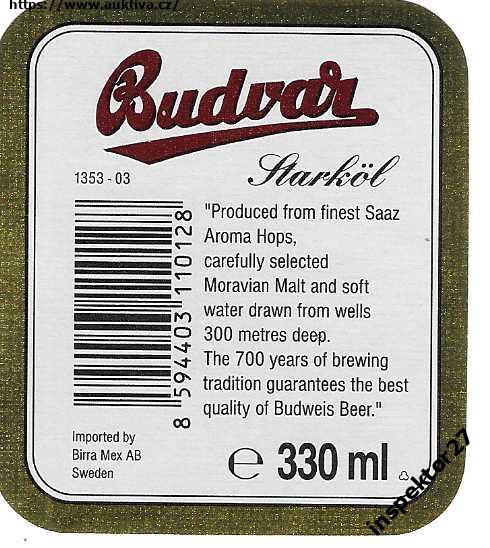 https://www.auktiva.cz/
Budvar
Starköl
1353 - 03
8 594403 110128
"Produced from finest Saaz
Aroma Hops,
carefully selected
Moravian Malt and soft
water drawn from wells
300 metres deep.
The 700 years of brewing
tradition guarantees the best
quality of Budweis Beer."
Imported by
Birra Mex AB
Sweden
℮ 330 ml
inspektor27